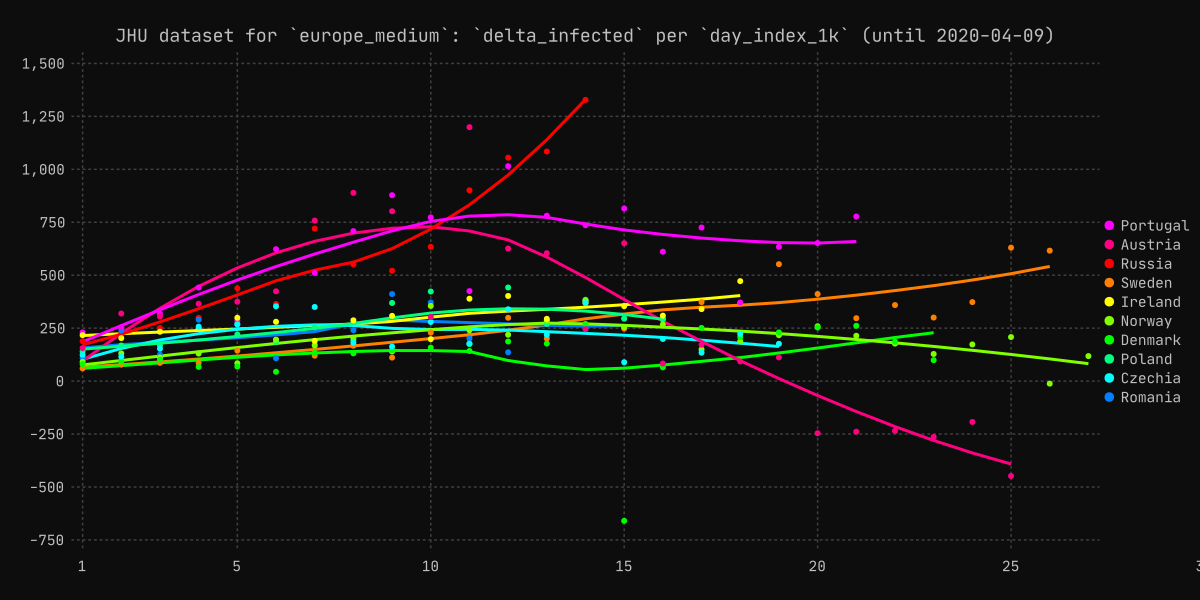 JHU dataset for `europe_medium`: `delta_infected` per `day_index_1k` (until 2020-04-09)
1,500
1,250
1,000
750
500
250
0
−250
−500
−750
1 5 10 15 20 25 3
Portugal
Austria
Russia
Sweden
Ireland
Norway
Denmark
Poland
Czechia
Romania